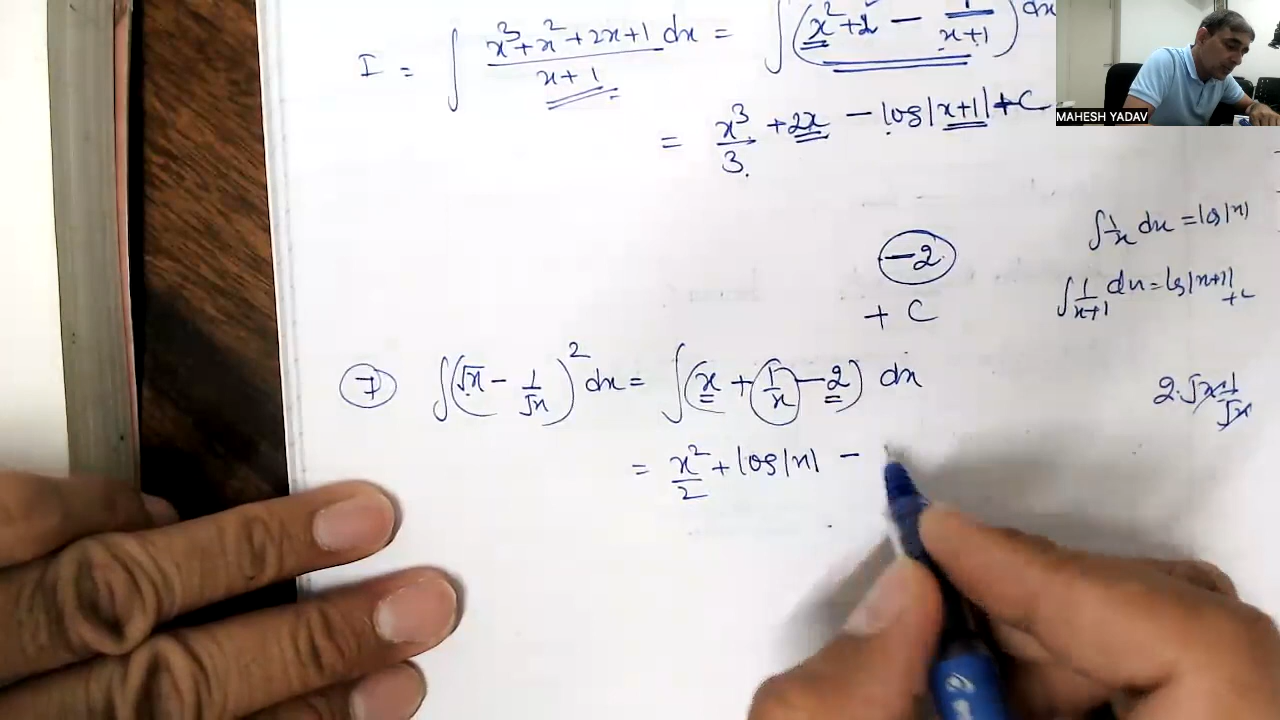 I = ∫ (x³+x²+2x+1)/(x+1) dx = ∫(x²+2 − 1/(x+1)) dx
= x³/3 +2x − log|x+1|+C
−2
+ C
∫1/x dx = log|x|
∫1/(x+1) dx = log|x+1| +c
7 ∫(√x − 1/√x)² dx = ∫(x + 1/x − 2) dx
2·√x·1/√x
= x²/2 + log|x| −
MAHESH YADAV